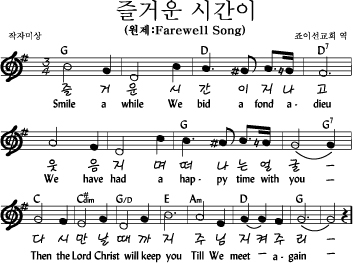 즐거운 시간이
(원제:Farewell Song)
작자미상
죠이선교회 역
G D D7
즐 거 운 시 간 이 지 나 고
Smile a while We bid a fond a - dieu
G G7
웃 음 지 며 떠 나 는 얼 굴 -
We have had a hap - py time with you -
C C#dim G/D E Am D G
다 시 만 날 때 까 지 주 님 지 켜 주 리 -
Then the Lord Christ will keep you Till We meet - a - gain -